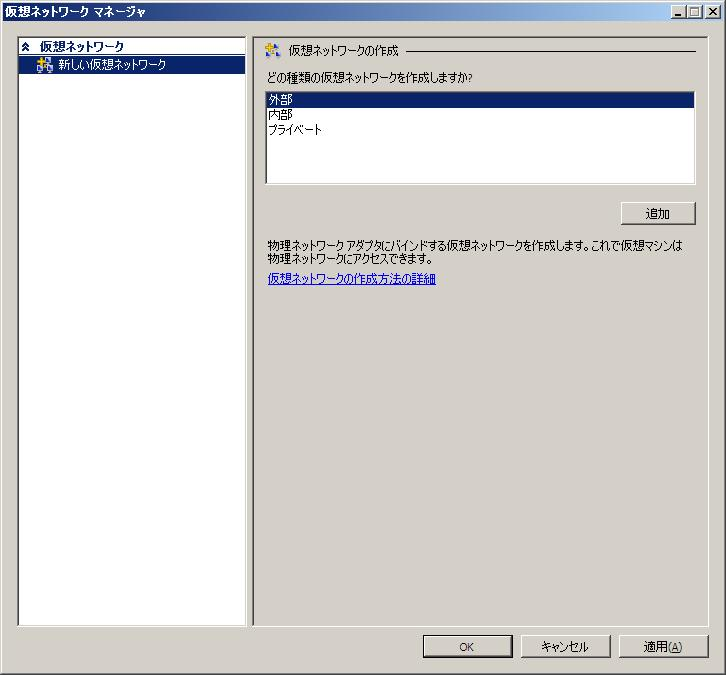 仮想ネットワーク マネージャ
仮想ネットワーク
新しい仮想ネットワーク
仮想ネットワークの作成
どの種類の仮想ネットワークを作成しますか?
外部
内部
プライベート
追加
物理ネットワーク アダプタにバインドする仮想ネットワークを作成します。これで仮想マシンは
物理ネットワークにアクセスできます。
仮想ネットワークの作成方法の詳細
OK
キャンセル
適用(A)